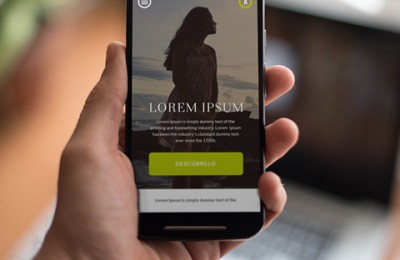 LOREM IPSUM
Lorem Ipsum is simply dummy text of the
printing and typesetting industry. Lorem Ipsum
has been the industry's standard dummy text
ever since the 1500s.
DESCÚBRELO
Lorem Ipsum is simply dummy text of the